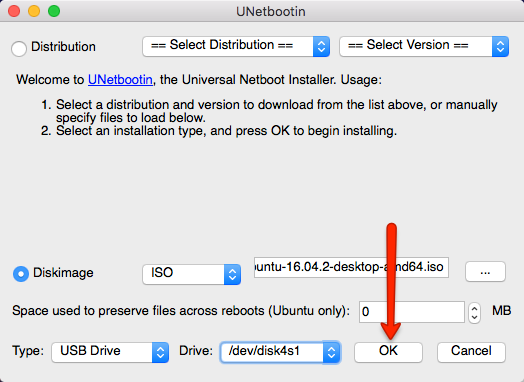 UNetbootin
Distribution == Select Distribution == == Select Version ==
Welcome to UNetbootin, the Universal Netboot Installer. Usage:
1. Select a distribution and version to download from the list above, or manually
specify files to load below.
2. Select an installation type, and press OK to begin installing.
Diskimage ISO buntu-16.04.2-desktop-amd64.iso ...
Space used to preserve files across reboots (Ubuntu only): 0 MB
Type: USB Drive Drive: /dev/disk4s1 OK Cancel